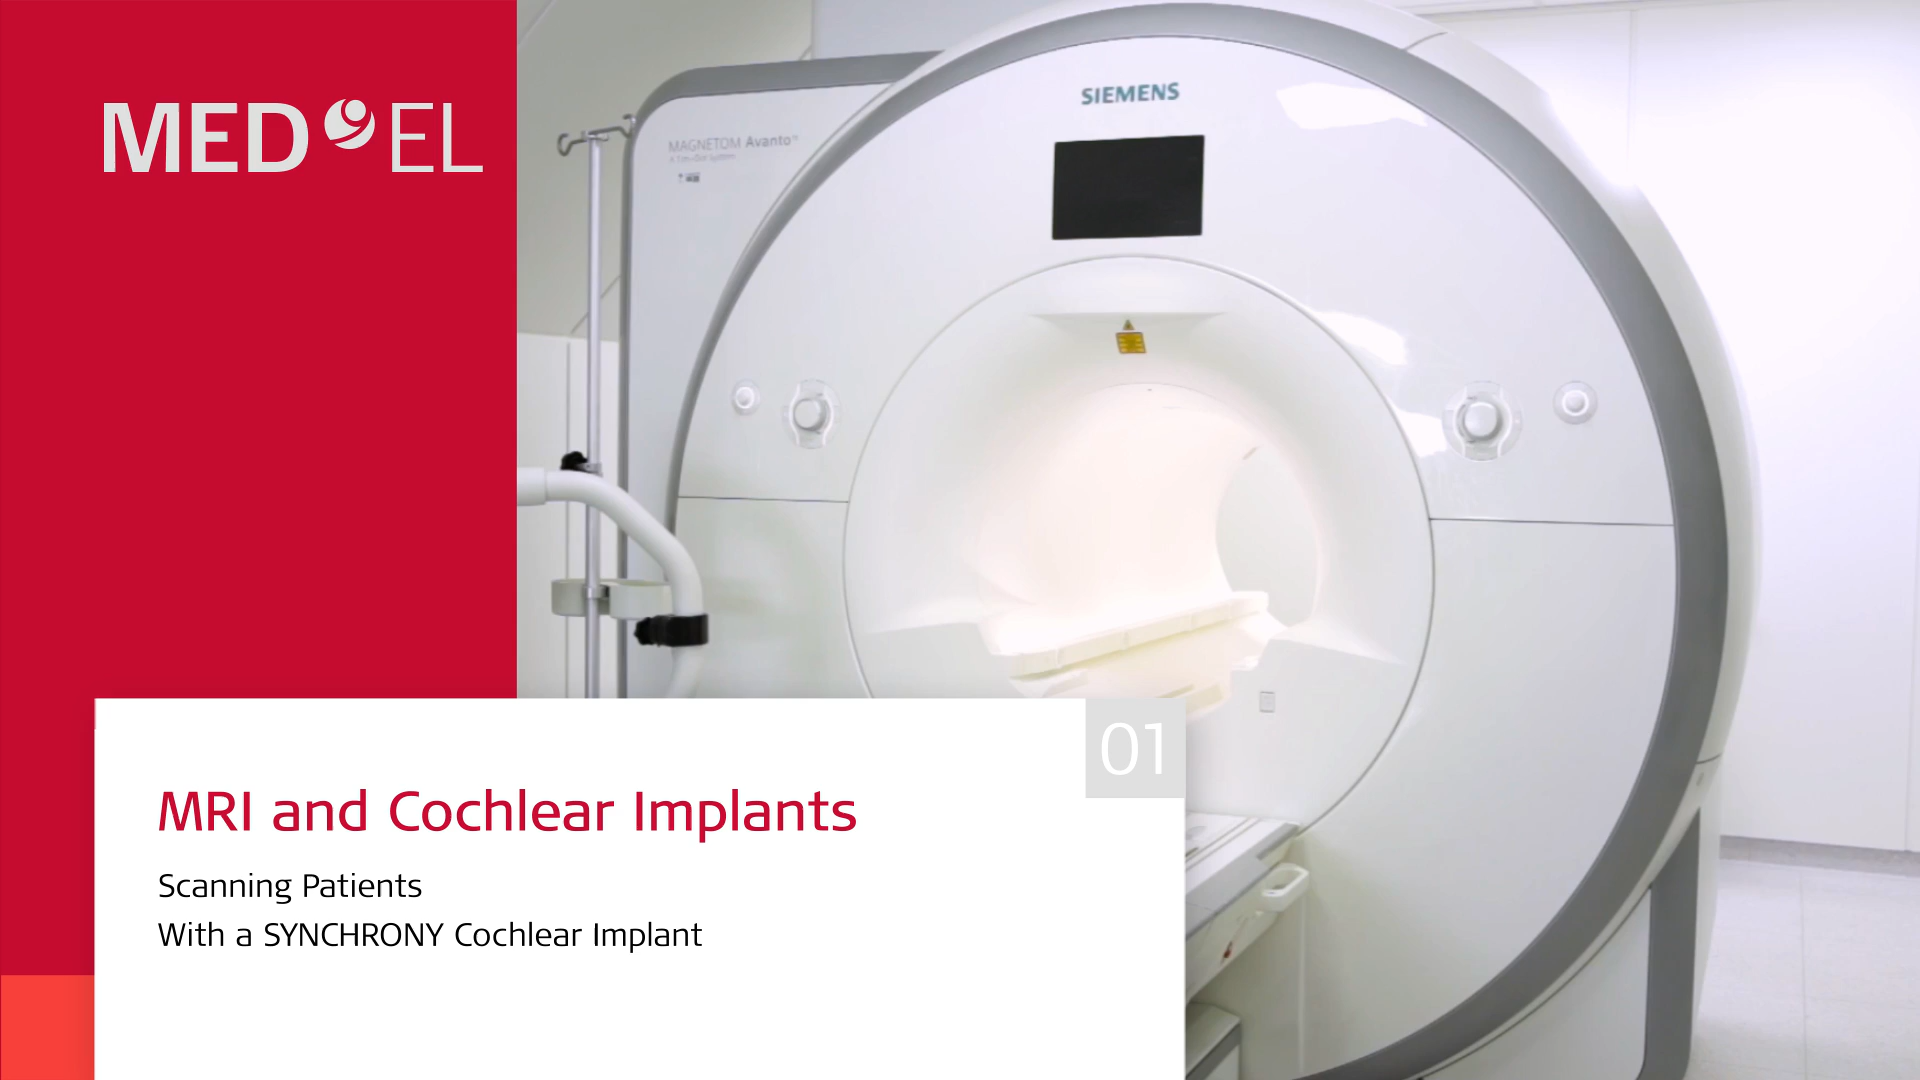 MED EL
SIEMENS
MAGNETOM Avanto
01
MRI and Cochlear Implants
Scanning Patients
With a SYNCHRONY Cochlear Implant